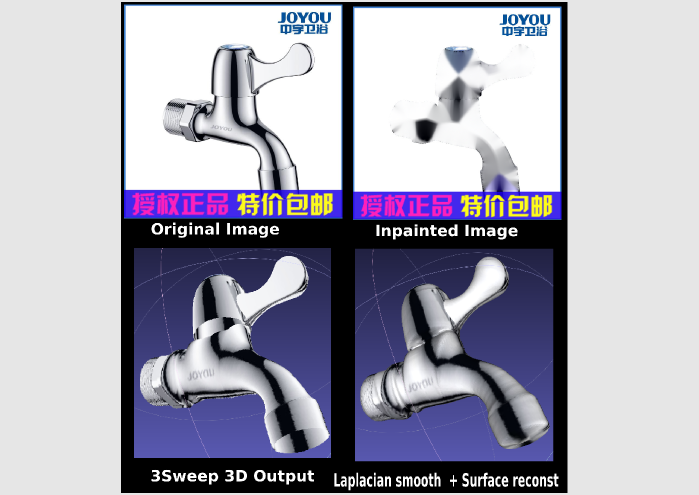 JOYOU
中宇卫浴
JOYOU
授权正品 特价包邮
Original Image
JOYOU
中宇卫浴
授权正品 特价包邮
Inpainted Image
JOYOU
3Sweep 3D Output
JOYOU
Laplacian smooth + Surface reconst